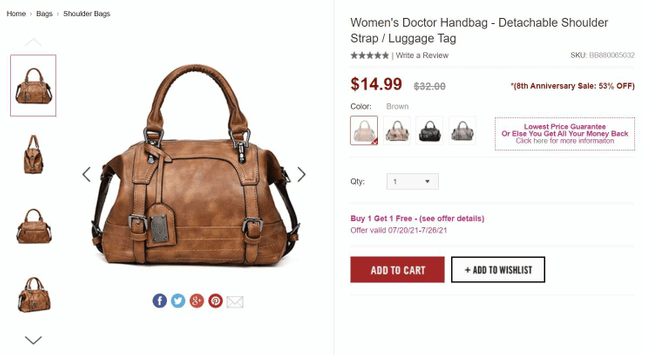 Home › Bags › Shoulder Bags
Women's Doctor Handbag - Detachable Shoulder
Strap / Luggage Tag
★★★★★ | Write a Review
SKU: BB880065032
$14.99 $32.00
*(8th Anniversary Sale: 53% OFF)
Color: Brown
Lowest Price Guarantee
Or Else You Get All Your Money Back
Click here for more information
Qty: 1
Buy 1 Get 1 Free - (see offer details)
Offer valid 07/20/21-7/26/21
ADD TO CART
+ ADD TO WISHLIST